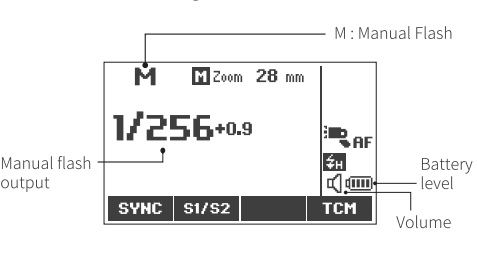 M : Manual Flash
M M Zoom 28 mm
1/256+0.9
AF
H
Manual flash
output
Battery
level
SYNC S1/S2 TCM
Volume